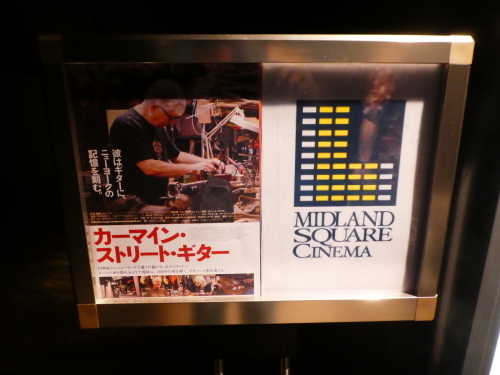 彼はギターに、
ニューヨークの
記憶を刻む。
カーマイン・
ストリート・ギター
MIDLAND
SQUARE
CINEMA